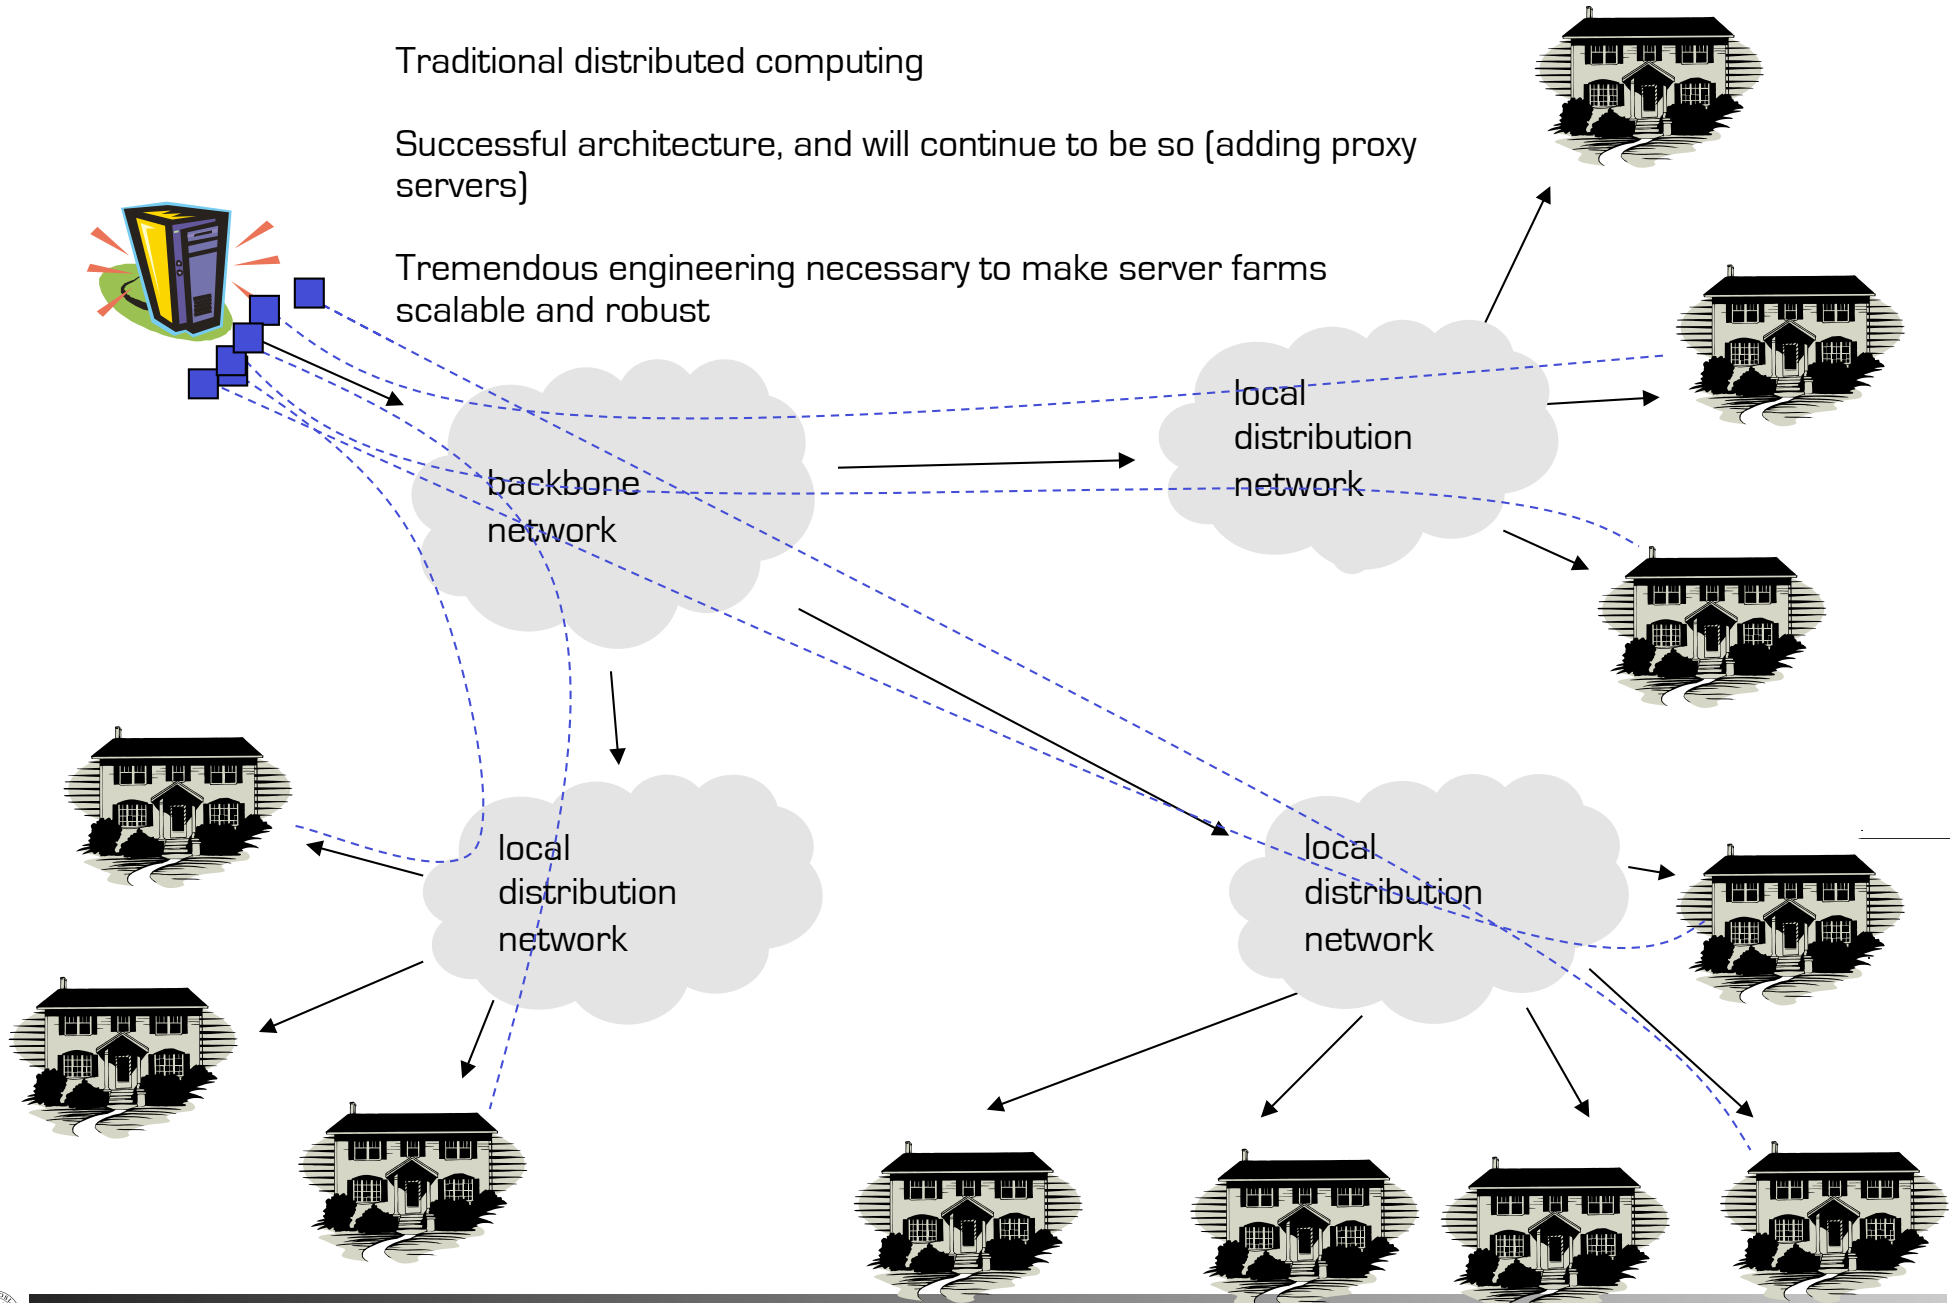 Traditional distributed computing
Successful architecture, and will continue to be so (adding proxy
servers)
Tremendous engineering necessary to make server farms
scalable and robust
local
distribution
network
backbone
network
local
distribution
network
local
distribution
network